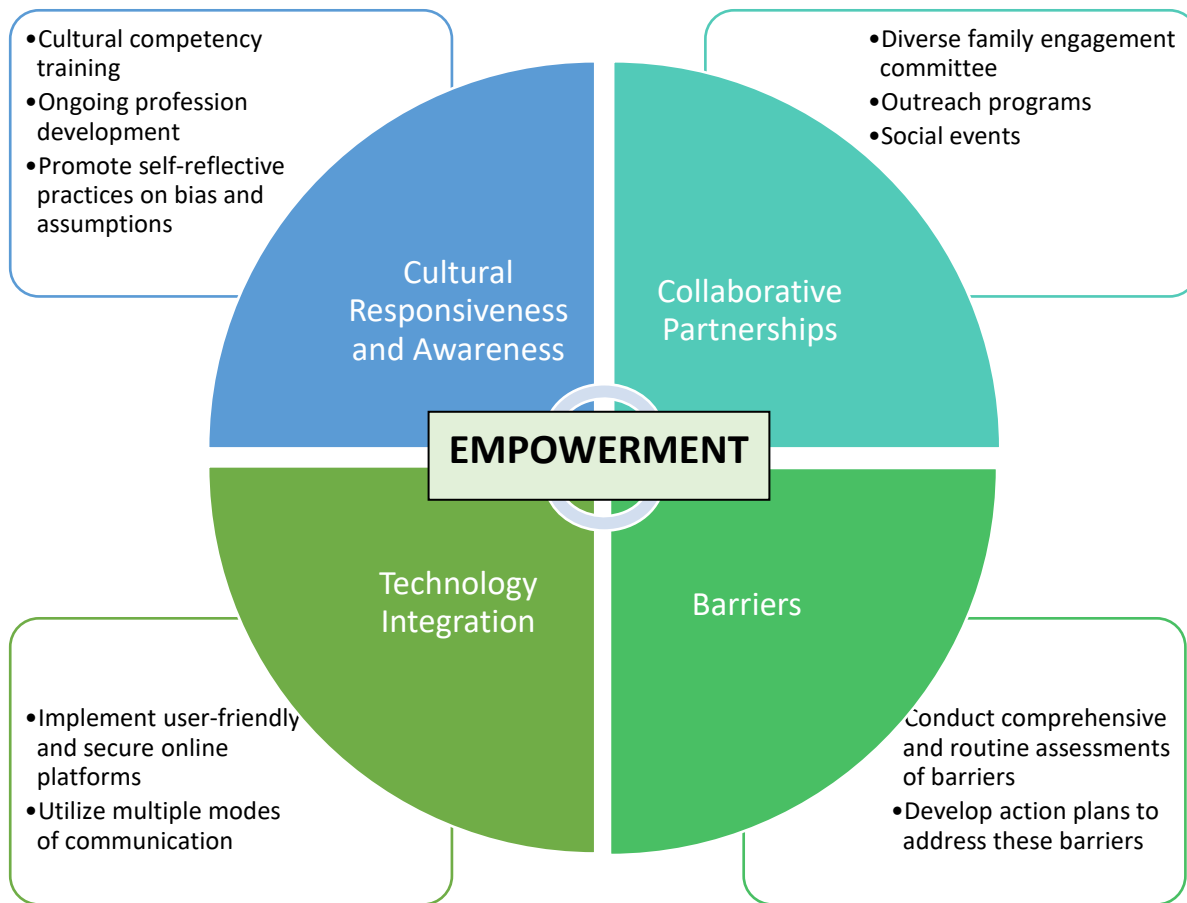 •Cultural competency
training
•Ongoing profession
development
•Promote self-reflective
practices on bias and
assumptions
•Diverse family engagement
committee
•Outreach programs
•Social events
Cultural
Responsiveness
and Awareness
Collaborative
Partnerships
EMPOWERMENT
Technology
Integration
Barriers
•Implement user-friendly
and secure online
platforms
•Utilize multiple modes
of communication
•Conduct comprehensive
and routine assessments
of barriers
•Develop action plans to
address these barriers